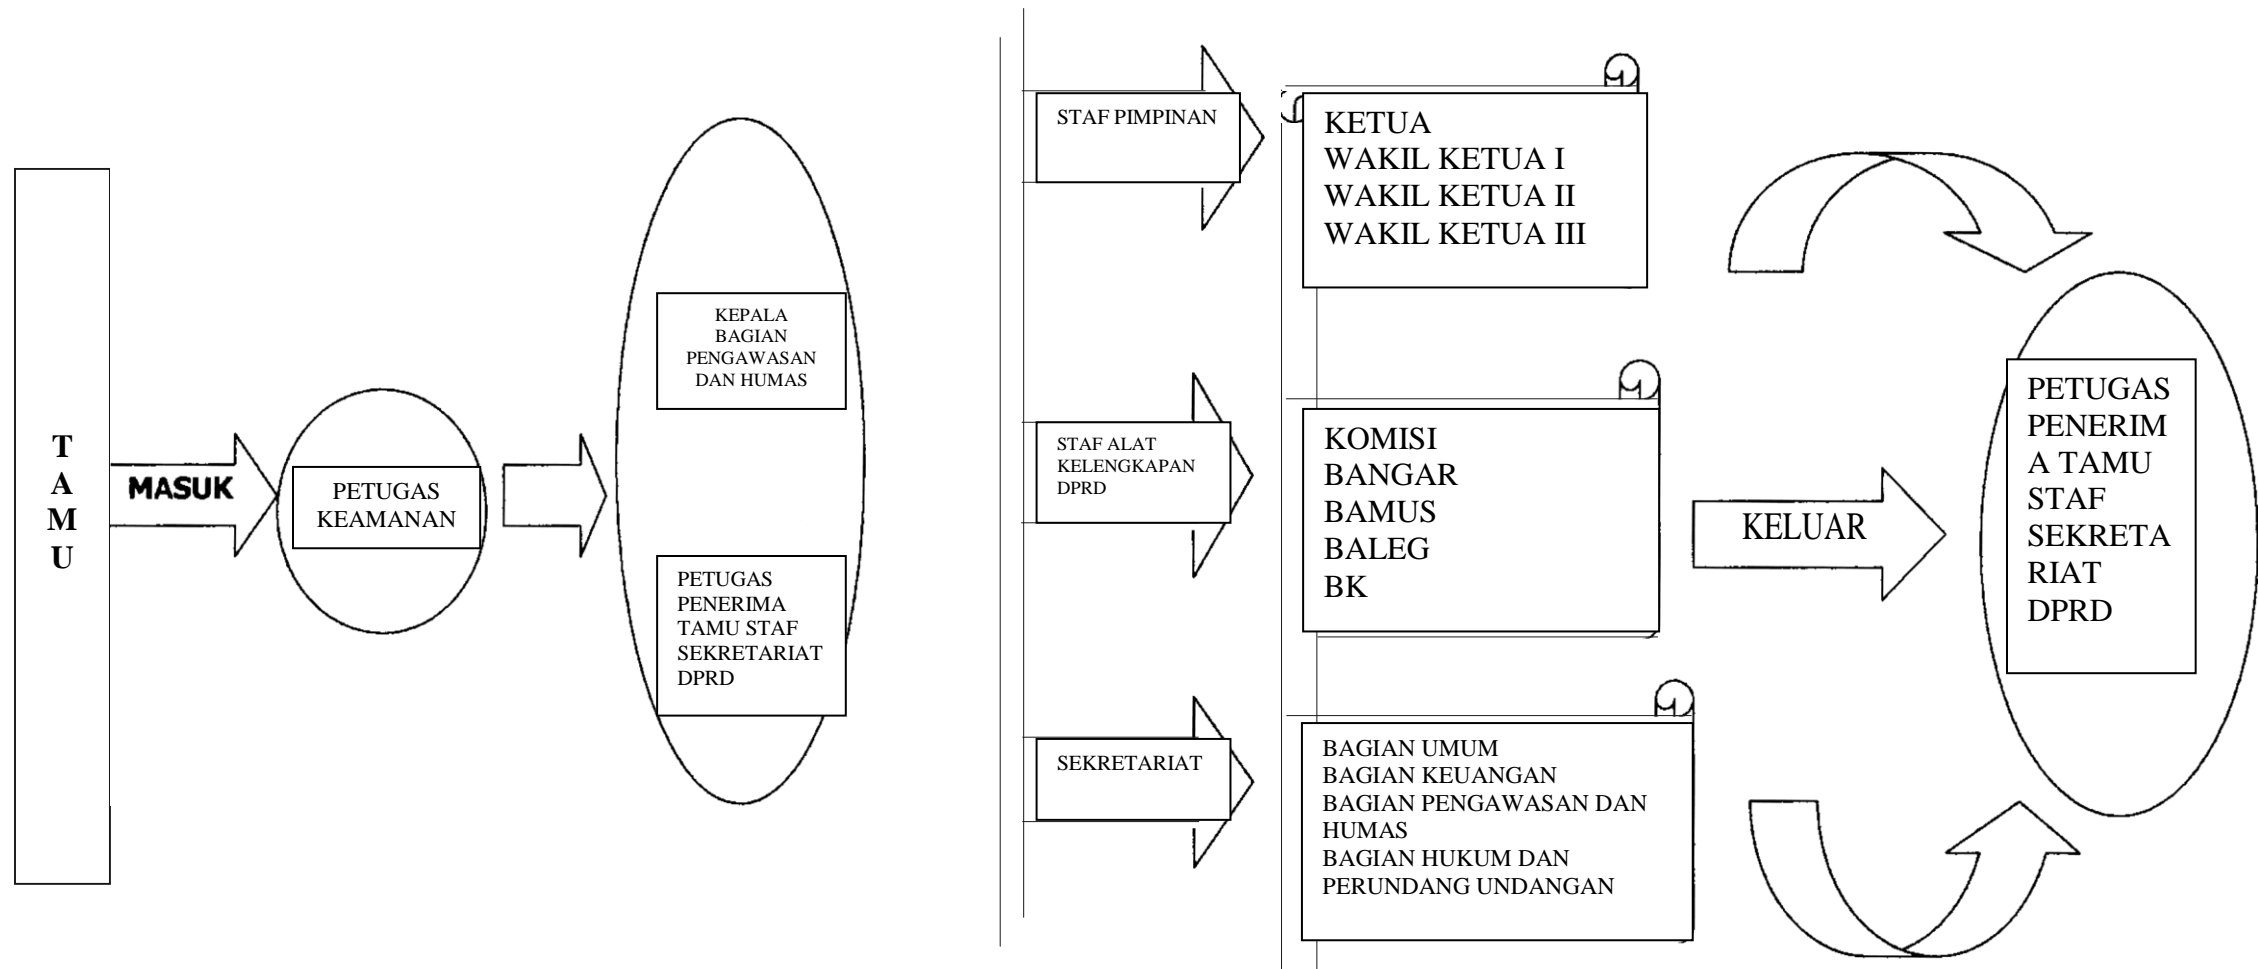 T
A
M
U
MASUK
PETUGAS
KEAMANAN
KEPALA
BAGIAN
PENGAWASAN
DAN HUMAS
PETUGAS
PENERIMA
TAMU STAF
SEKRETARIAT
DPRD
STAF PIMPINAN
KETUA
WAKIL KETUA I
WAKIL KETUA II
WAKIL KETUA III
STAF ALAT
KELENGKAPAN
DPRD
KOMISI
BANGAR
BAMUS
BALEG
BK
SEKRETARIAT
BAGIAN UMUM
BAGIAN KEUANGAN
BAGIAN PENGAWASAN DAN
HUMAS
BAGIAN HUKUM DAN
PERUNDANG UNDANGAN
KELUAR
PETUGAS
PENERIM
A TAMU
STAF
SEKRETA
RIAT
DPRD